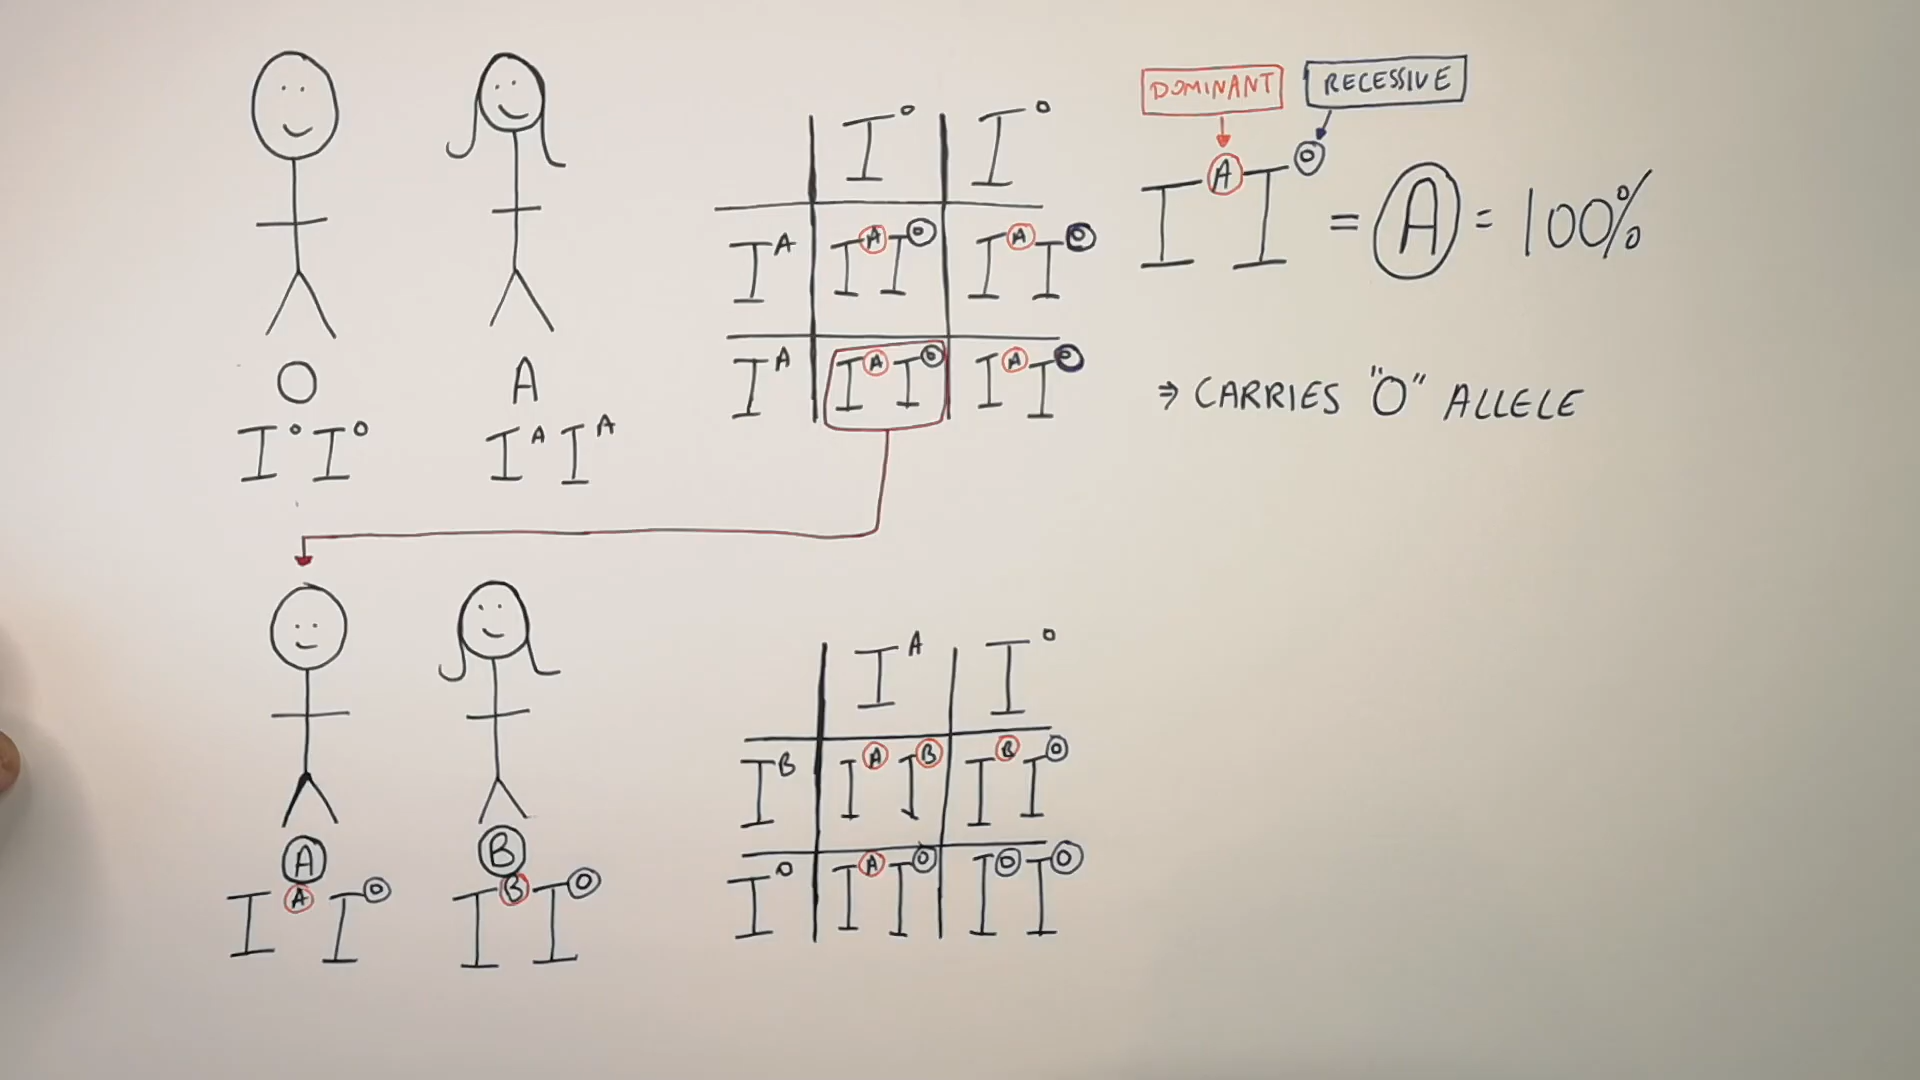 DOMINANT RECESSIVE
I° I°
I^A I^O = A = 100%
I^A I^A I^O I^A I^O
I^A I^A I^O I^A I^O
⇒ CARRIES "O" ALLELE
O A
I^O I^O I^A I^A
I^A I^O
I^B I^A I^B I^B I^O
I^O I^A I^O I^O I^O
A B
I^A I^O I^B I^O